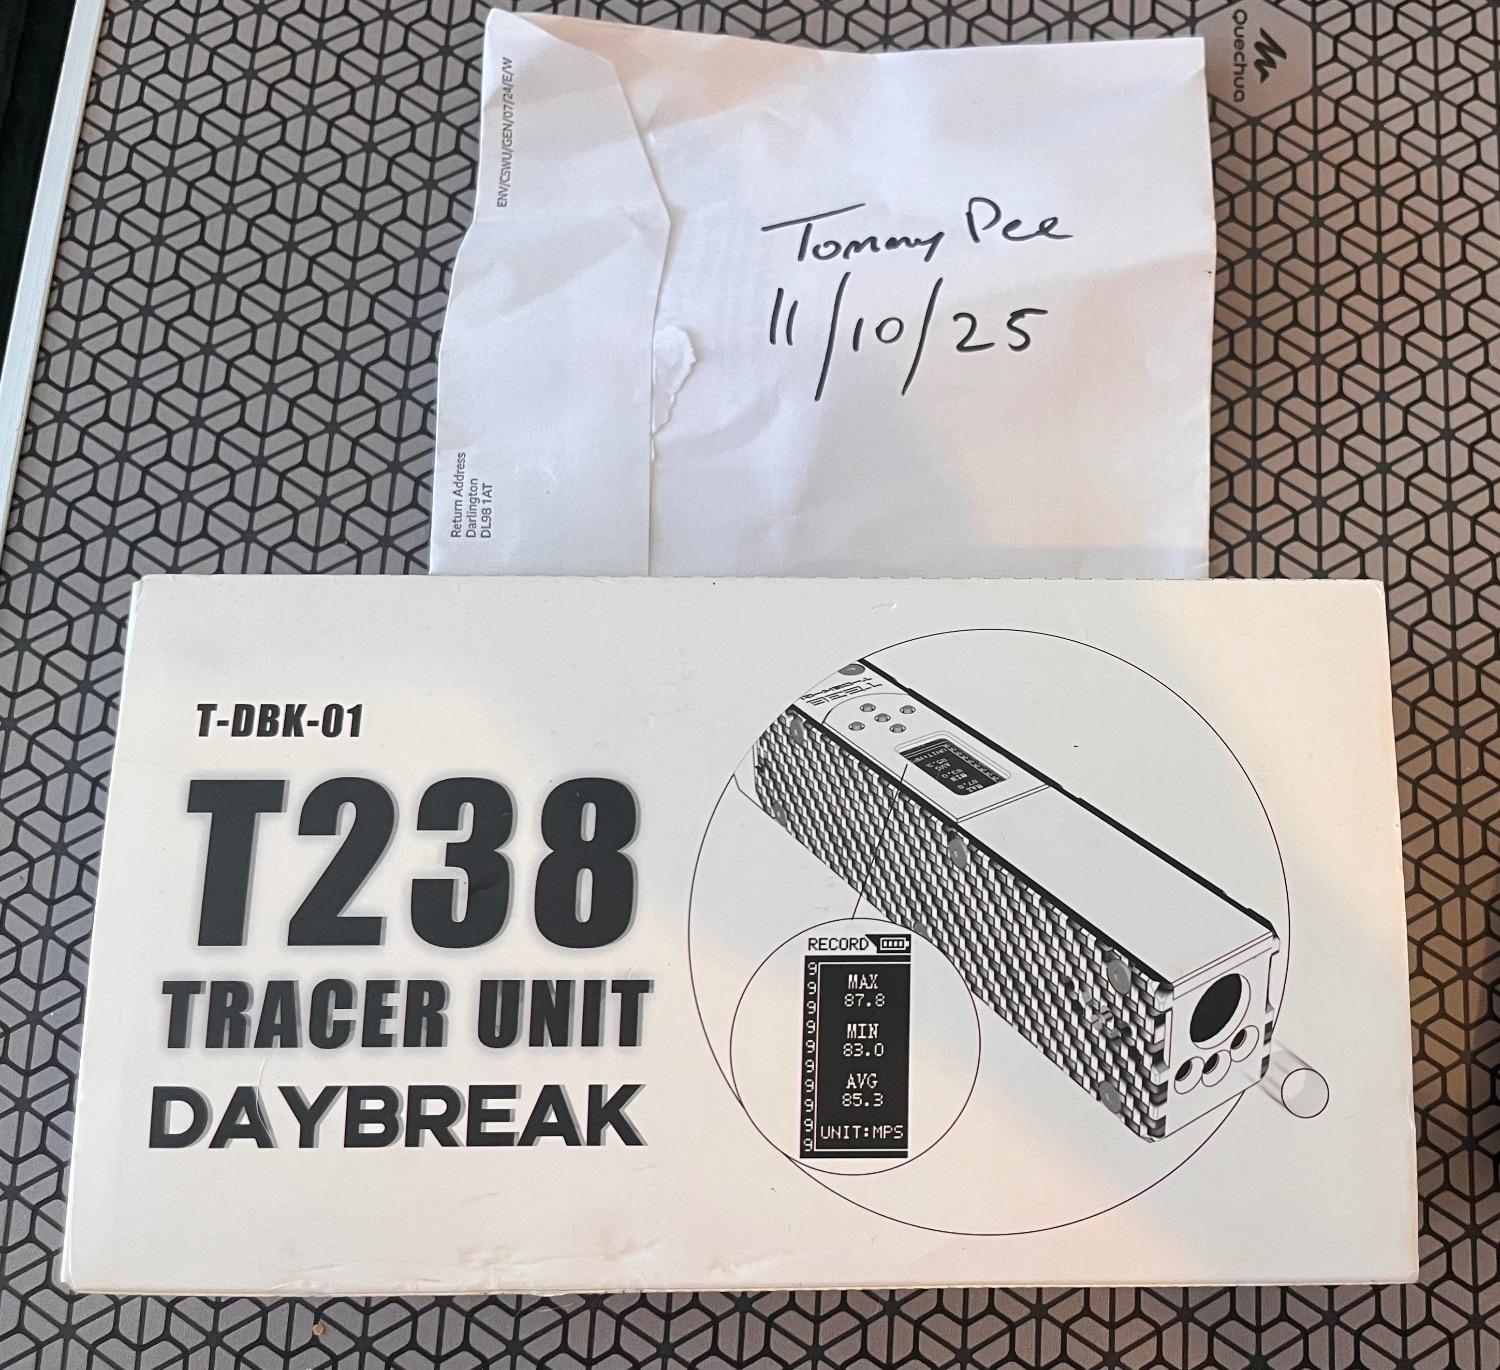 Quechua
ENV/CSWU/GEN/07/24/E/W
Tommy Dee
11/10/25
Return Address
Darlington
DL98 1AT
T-DBK-01
T238
TRACER UNIT
DAYBREAK
RECORD
MAX
87.8
MIN
83.0
AVG
85.3
UNIT:MPS